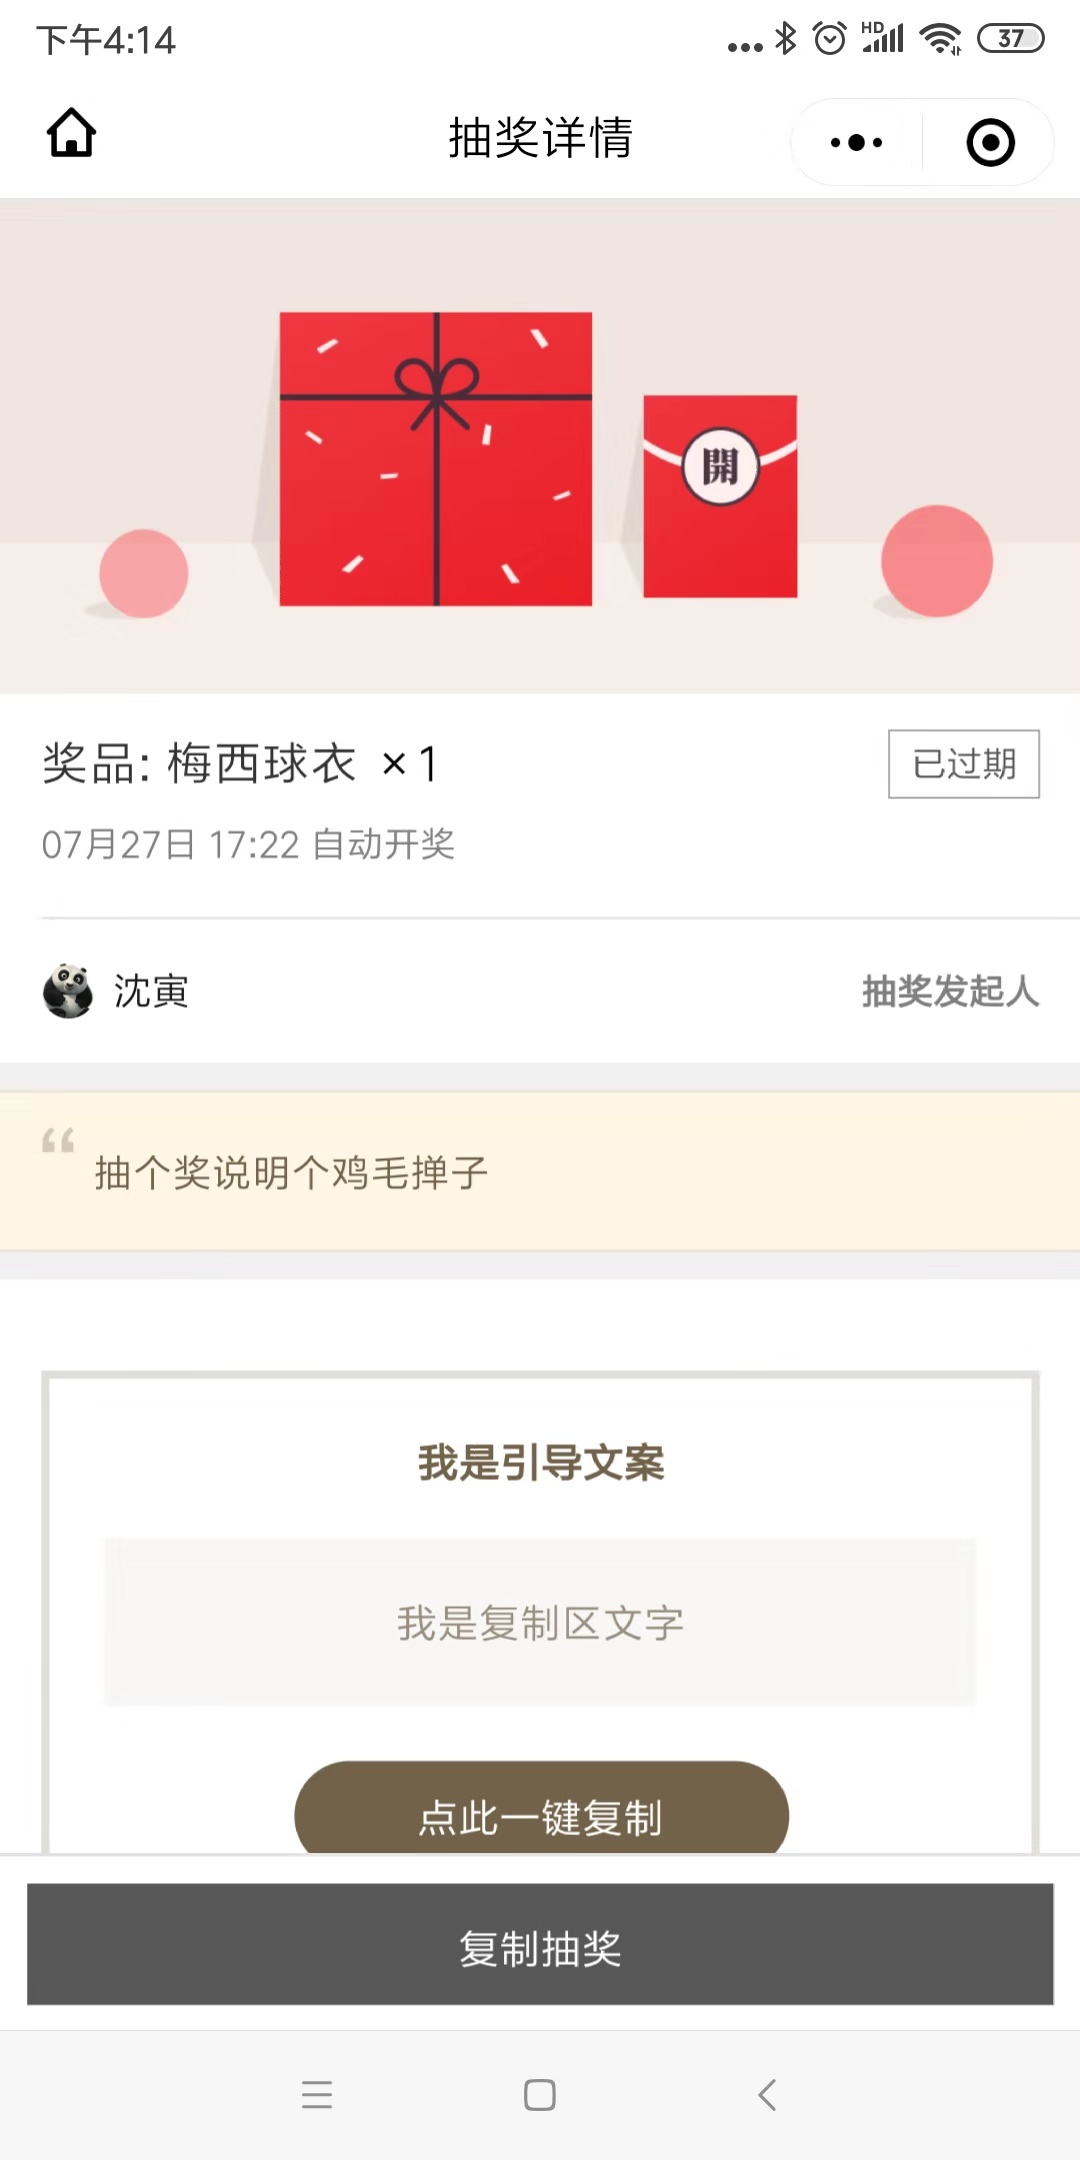 下午4:14
HD
37
抽奖详情
開
奖品: 梅西球衣 × 1
已过期
07月27日 17:22 自动开奖
沈寅
抽奖发起人
“
抽个奖说明个鸡毛掸子
我是引导文案
我是复制区文字
点此一键复制
复制抽奖